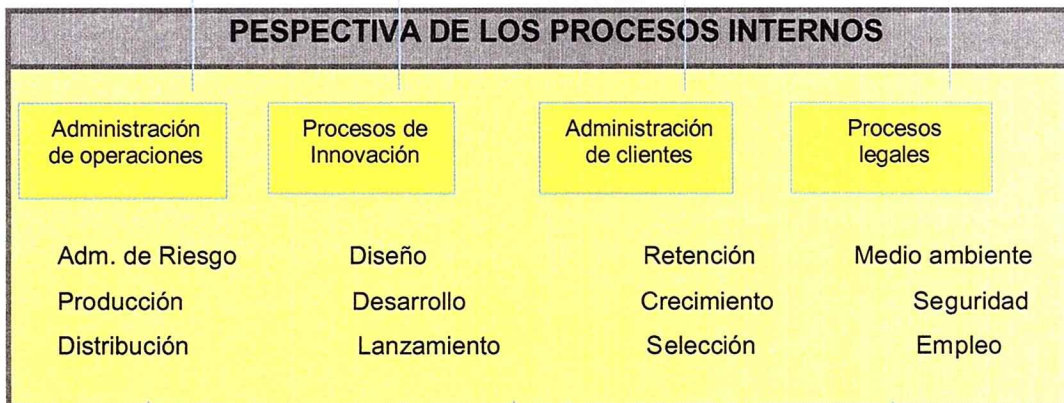 PESPECTIVA DE LOS PROCESOS INTERNOS
Administración
de operaciones
Procesos de
Innovación
Administración
de clientes
Procesos
legales
Adm. de Riesgo
Diseño
Retención
Medio ambiente
Producción
Desarrollo
Crecimiento
Seguridad
Distribución
Lanzamiento
Selección
Empleo